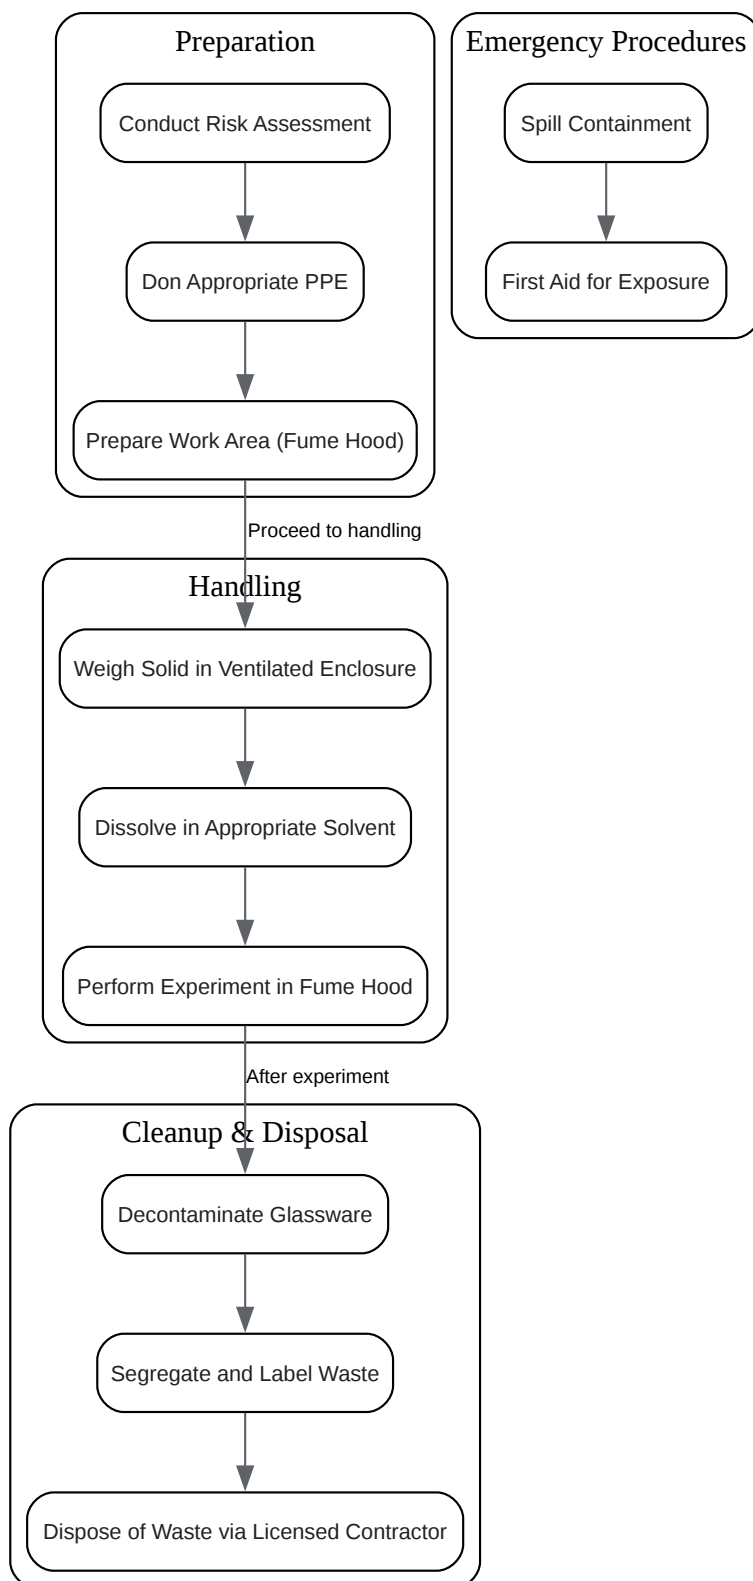 Preparation
Conduct Risk Assessment
Don Appropriate PPE
Prepare Work Area (Fume Hood)
Proceed to handling
Handling
Weigh Solid in Ventilated Enclosure
Dissolve in Appropriate Solvent
Perform Experiment in Fume Hood
After experiment
Cleanup & Disposal
Decontaminate Glassware
Segregate and Label Waste
Dispose of Waste via Licensed Contractor
Emergency Procedures
Spill Containment
First Aid for Exposure